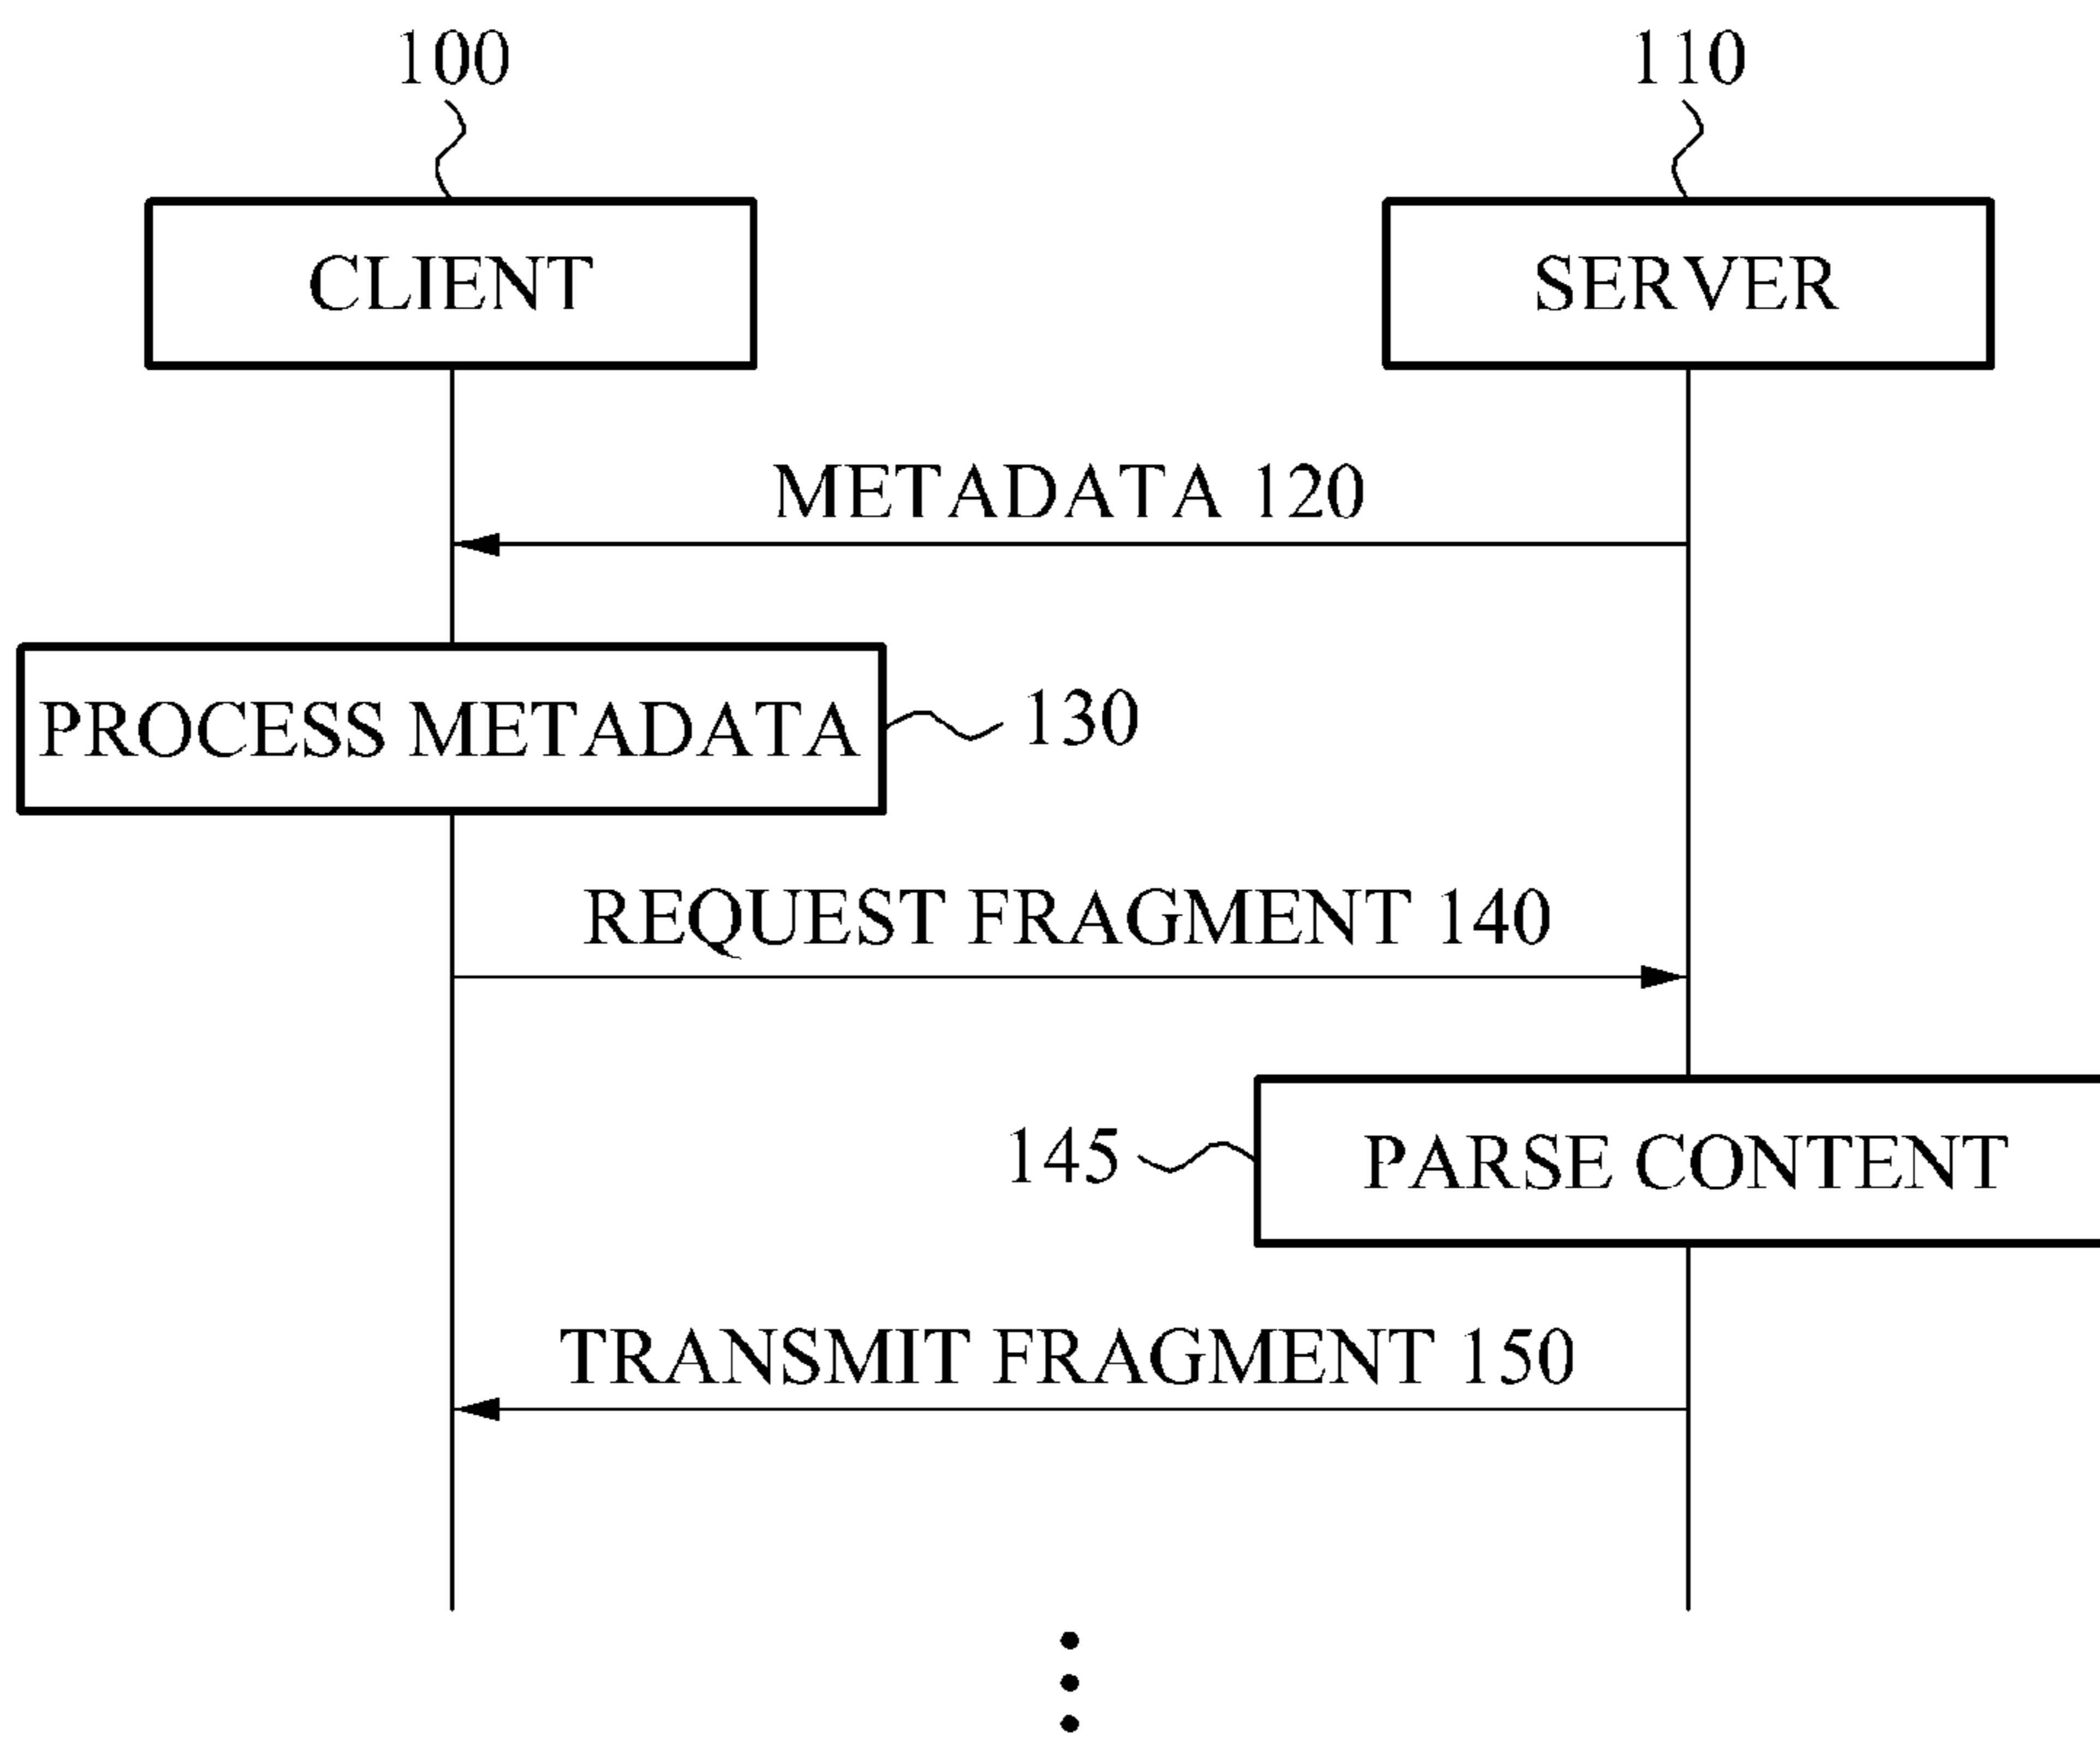 100
110
CLIENT
SERVER
METADATA 120
PROCESS METADATA
130
REQUEST FRAGMENT 140
145
PARSE CONTENT
TRANSMIT FRAGMENT 150